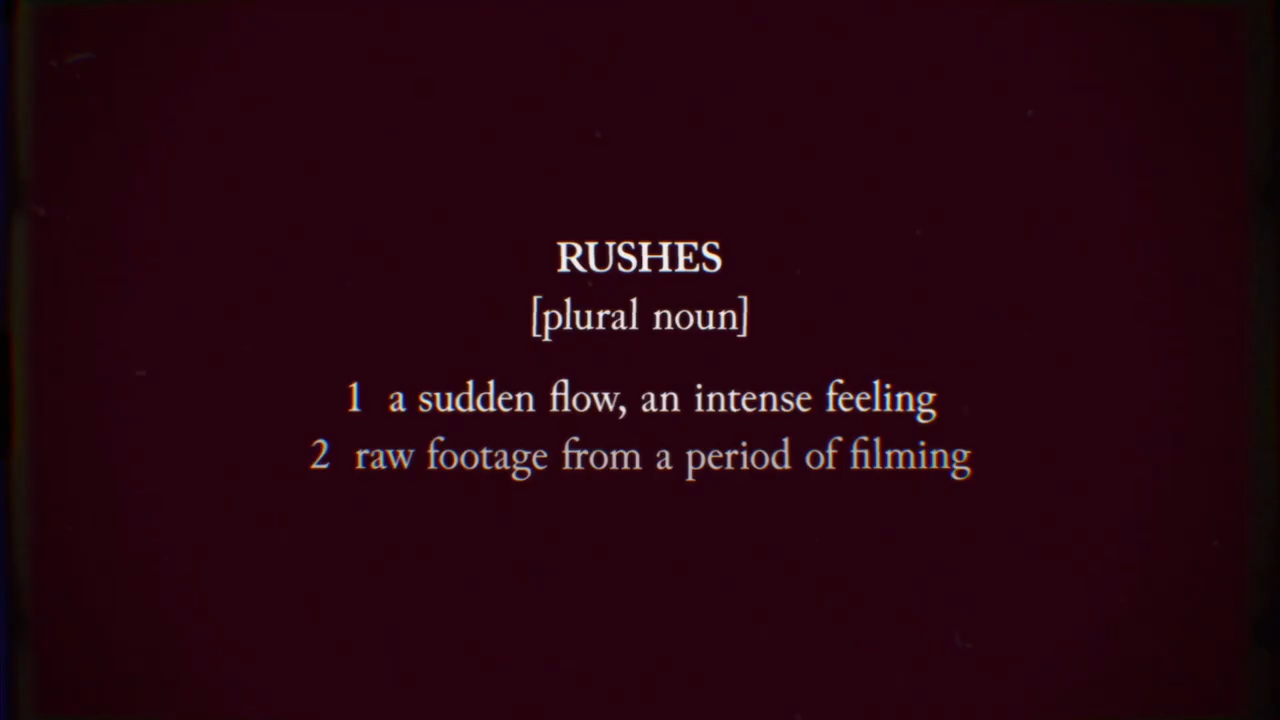 RUSHES
[plural noun]
1 a sudden flow, an intense feeling
2 raw footage from a period of filming